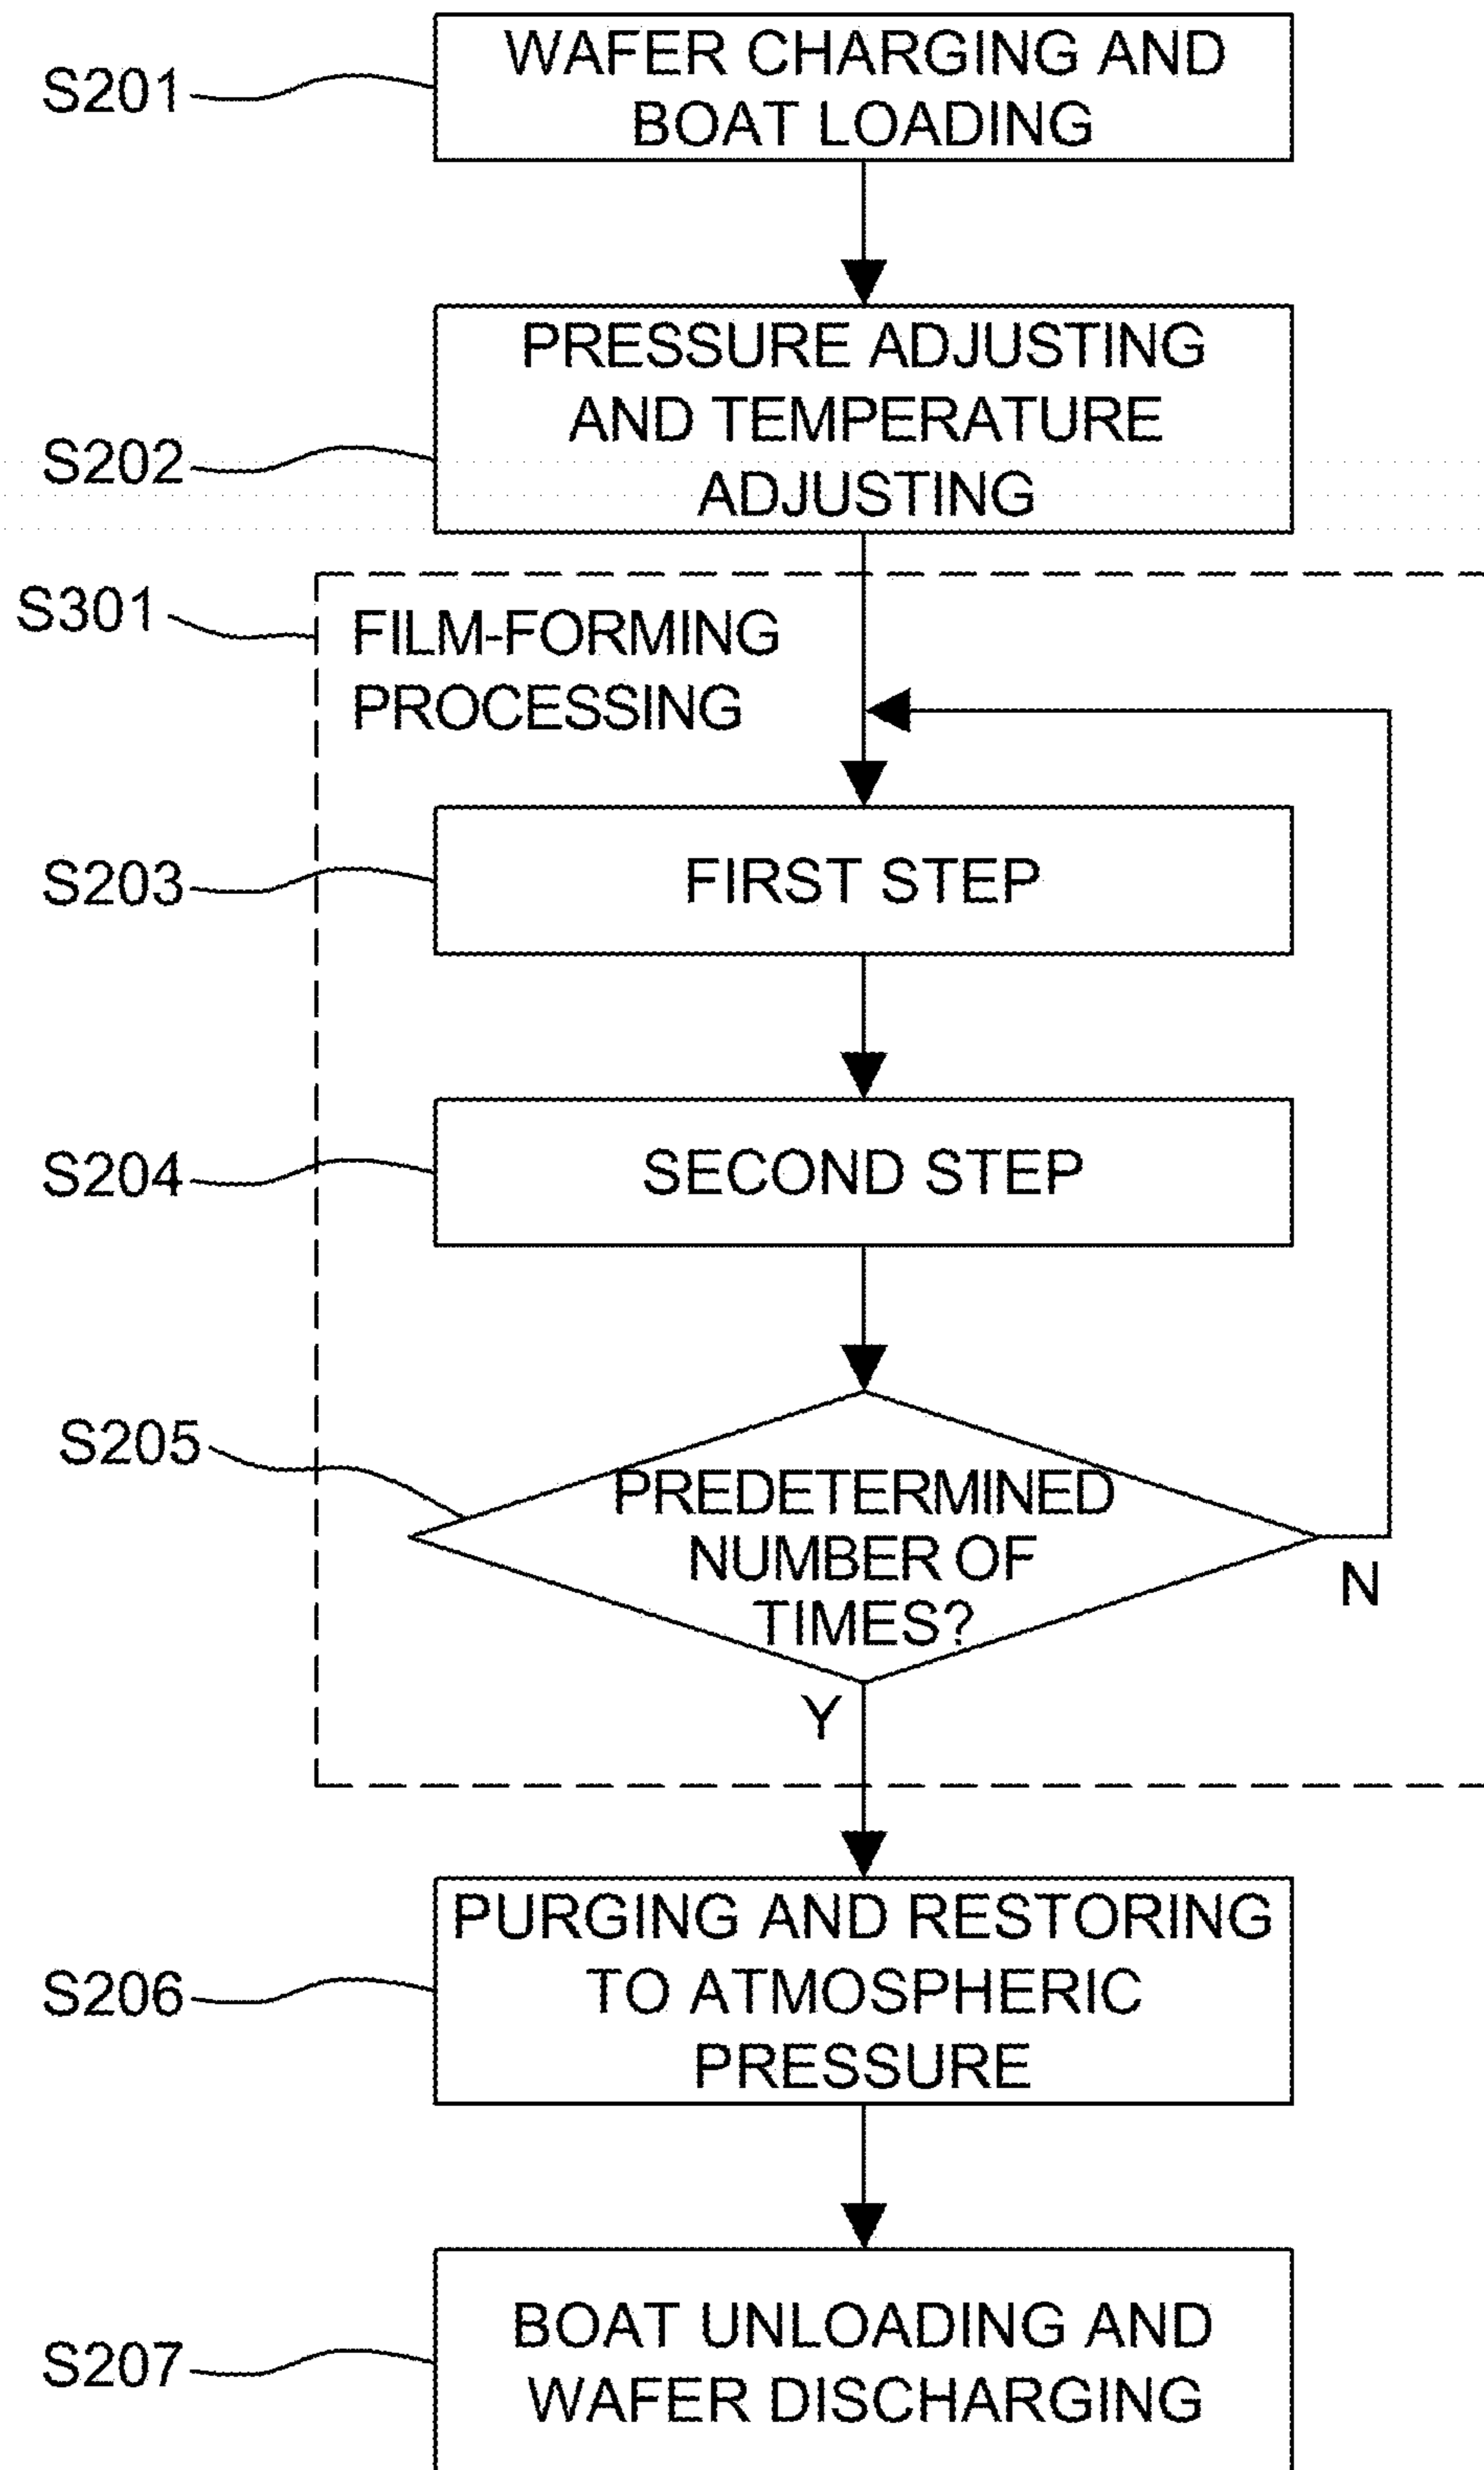 S201
WAFER CHARGING AND
BOAT LOADING
S202
PRESSURE ADJUSTING
AND TEMPERATURE
ADJUSTING
S301
FILM-FORMING
PROCESSING
S203
FIRST STEP
S204
SECOND STEP
S205
PREDETERMINED
NUMBER OF
TIMES?
N
Y
S206
PURGING AND RESTORING
TO ATMOSPHERIC
PRESSURE
S207
BOAT UNLOADING AND
WAFER DISCHARGING